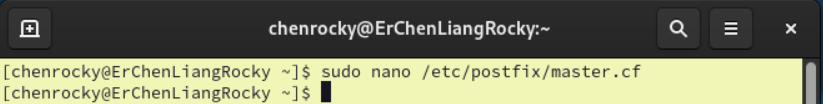 chenrocky@ErChenLiangRocky:~
[chenrocky@ErChenLiangRocky ~]$ sudo nano /etc/postfix/master.cf
[chenrocky@ErChenLiangRocky ~]$